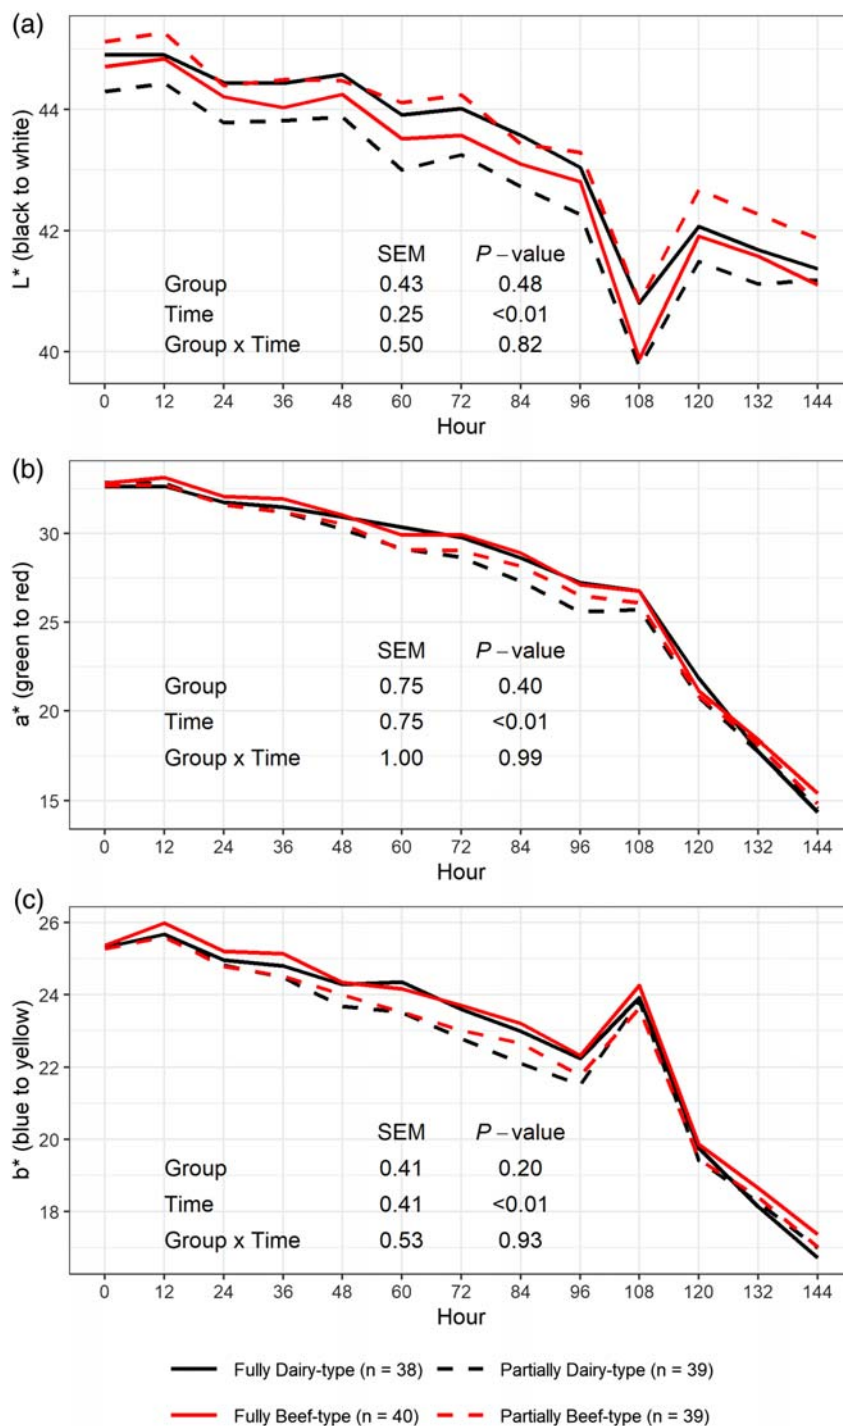 (a)
L* (black to white)
44
42
40
SEM P – value
Group 0.43 0.48
Time 0.25 <0.01
Group x Time 0.50 0.82
0 12 24 36 48 60 72 84 96 108 120 132 144
Hour
(b)
a* (green to red)
30
25
20
15
SEM P – value
Group 0.75 0.40
Time 0.75 <0.01
Group x Time 1.00 0.99
0 12 24 36 48 60 72 84 96 108 120 132 144
Hour
(c)
b* (blue to yellow)
26
24
22
20
18
SEM P – value
Group 0.41 0.20
Time 0.41 <0.01
Group x Time 0.53 0.93
0 12 24 36 48 60 72 84 96 108 120 132 144
Hour
Fully Dairy-type (n = 38) Partially Dairy-type (n = 39)
Fully Beef-type (n = 40) Partially Beef-type (n = 39)